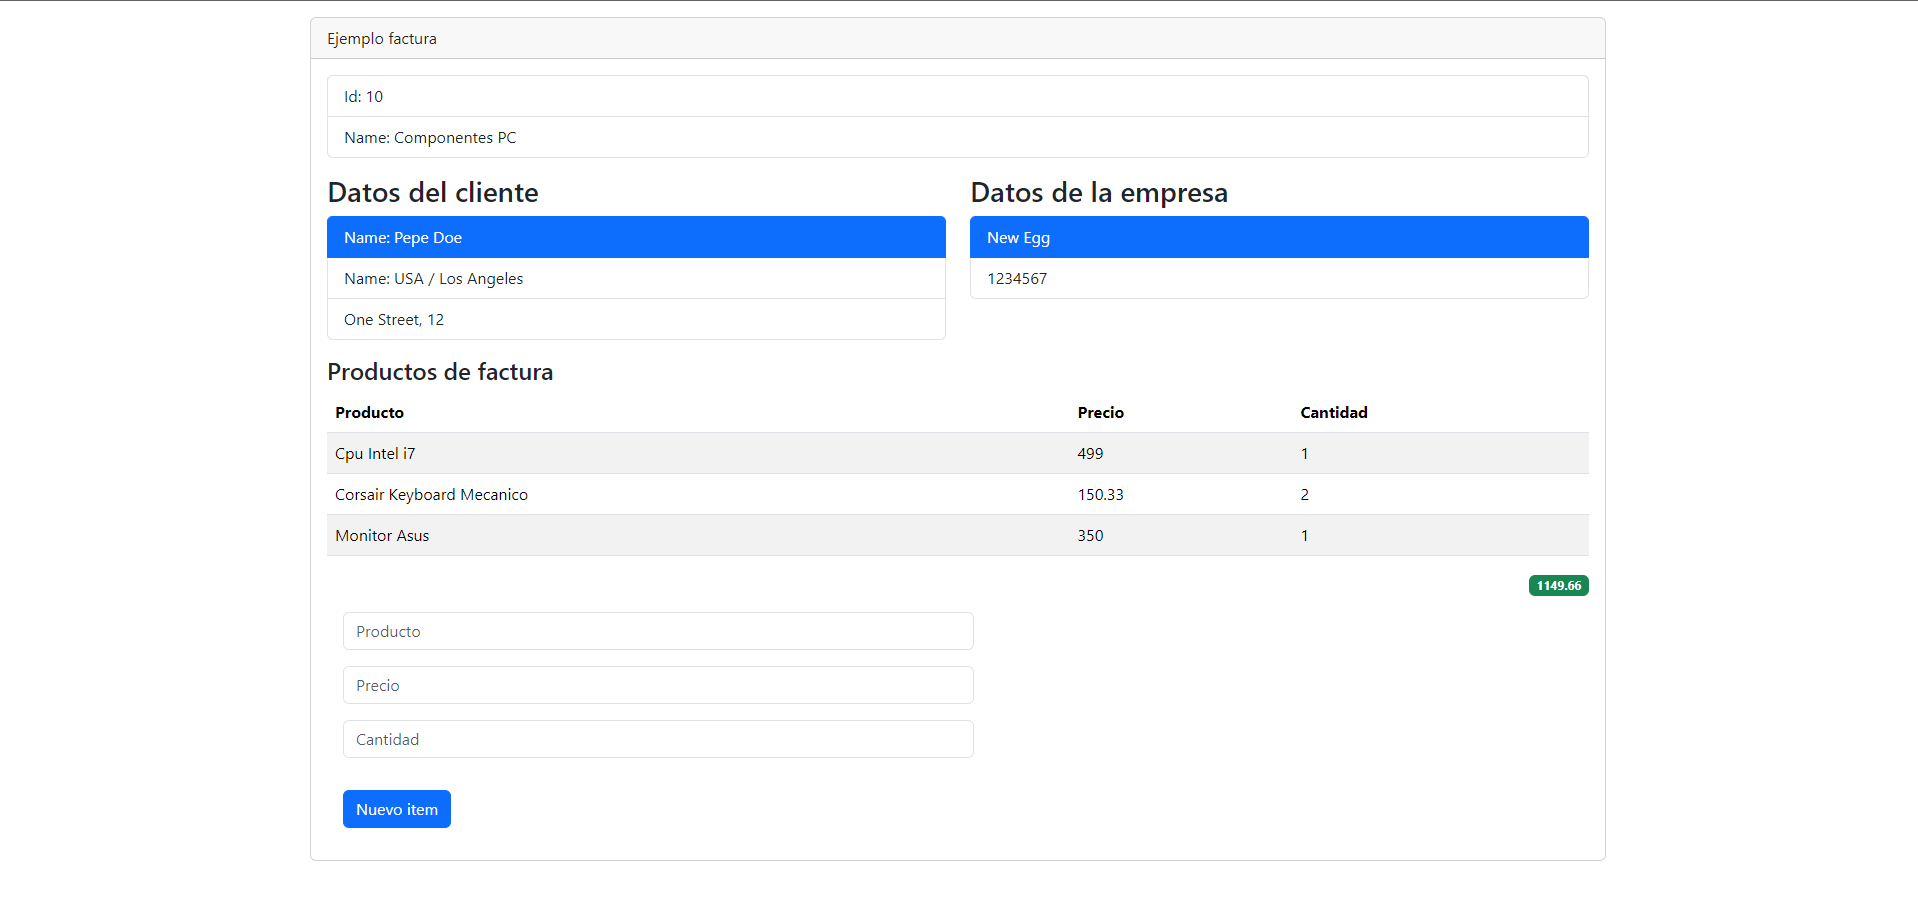 Ejemplo factura
Id: 10
Name: Componentes PC
Datos del cliente
Name: Pepe Doe
Name: USA / Los Angeles
One Street, 12
Datos de la empresa
New Egg
1234567
Productos de factura
Producto Precio Cantidad
Cpu Intel i7 499 1
Corsair Keyboard Mecanico 150.33 2
Monitor Asus 350 1
1149.66
Producto
Precio
Cantidad
Nuevo item